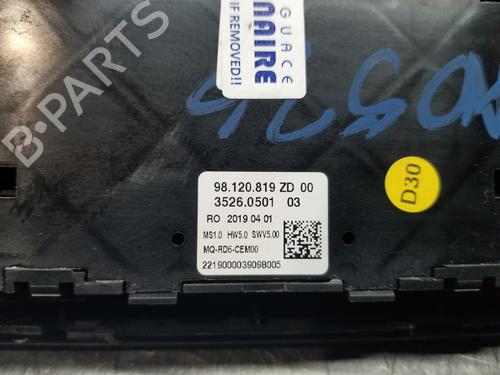 GUACE
NAIRE
IF REMOVED!!
98.120.819 ZD 00
3526.0501 03
RO 2019 04 01
MS1.0 HW5.0 SWV5.00
MQ-RD6-CEM00
2219000039098005
D30
B-PARTS